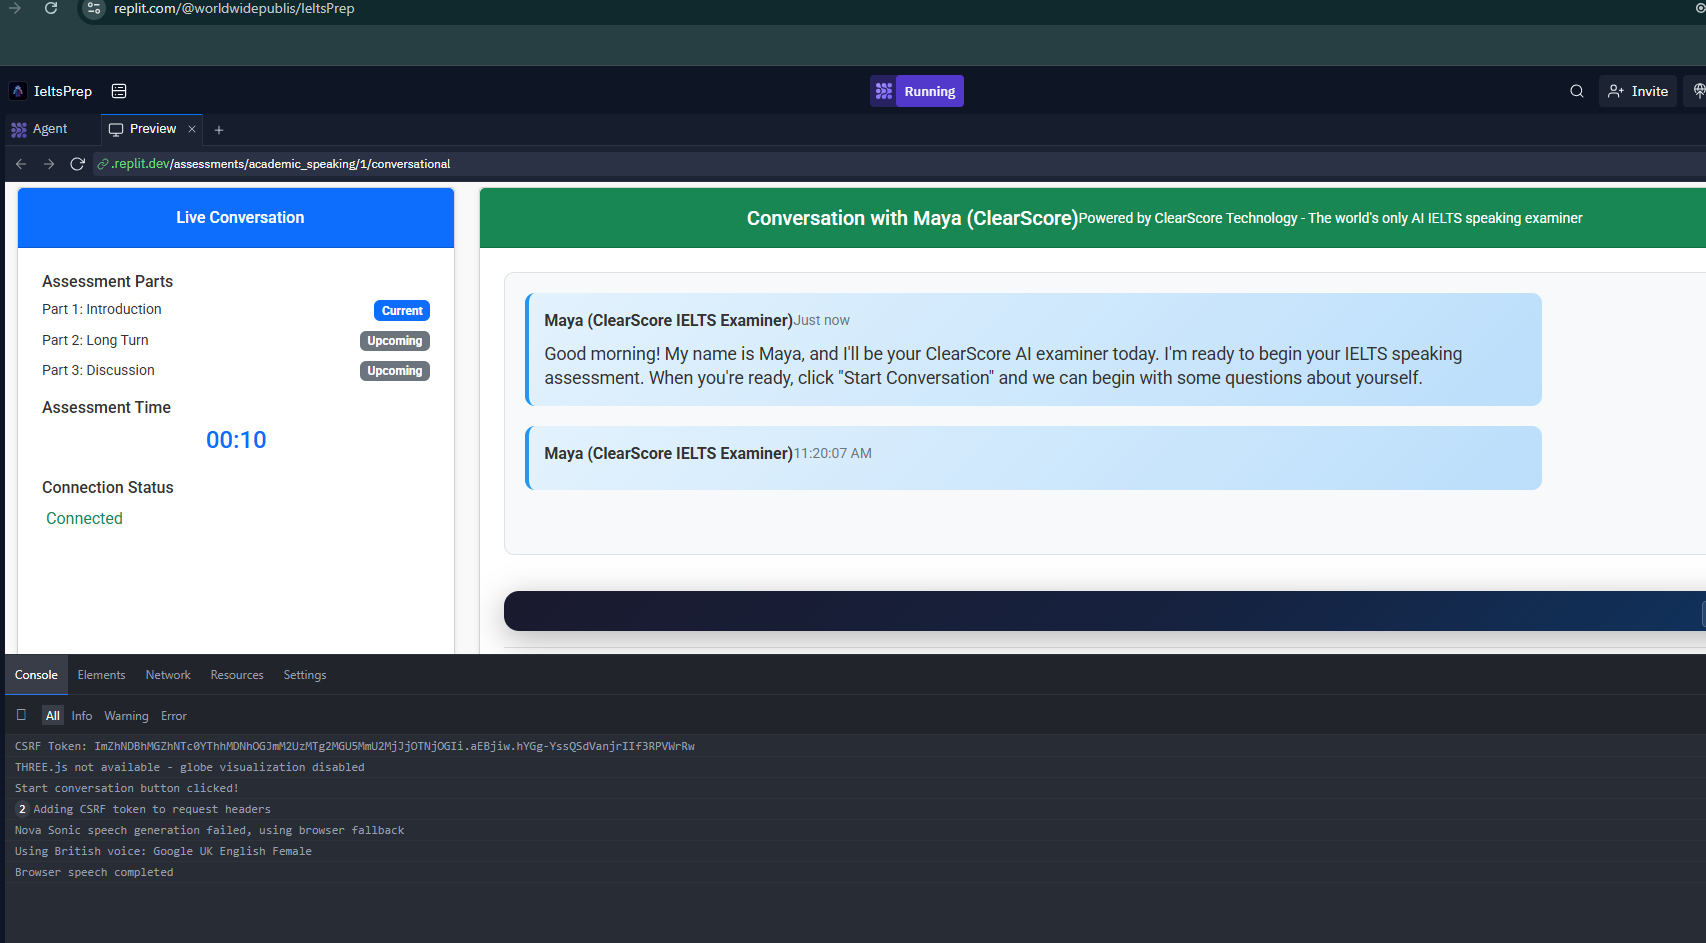 replit.com/@worldwidepublis/IeltsPrep
IeltsPrep
Running
Invite
Agent
Preview
.replit.dev/assessments/academic_speaking/1/conversational
Live Conversation
Assessment Parts
Part 1: Introduction Current
Part 2: Long Turn Upcoming
Part 3: Discussion Upcoming
Assessment Time
00:10
Connection Status
Connected
Conversation with Maya (ClearScore)Powered by ClearScore Technology - The world's only AI IELTS speaking examiner
Maya (ClearScore IELTS Examiner)Just now
Good morning! My name is Maya, and I'll be your ClearScore AI examiner today. I'm ready to begin your IELTS speaking
assessment. When you're ready, click "Start Conversation" and we can begin with some questions about yourself.
Maya (ClearScore IELTS Examiner)11:20:07 AM
Console Elements Network Resources Settings
All Info Warning Error
CSRF Token: ImZhNDBhMGZhNTc0YThhMDNhOGJmM2UzMTg2MGU5MmU2MjJjOTNjOGIi.aEBjiw.hYGg-YssQSdVanjrIIf3RPVWrRw
THREE.js not available - globe visualization disabled
Start conversation button clicked!
2 Adding CSRF token to request headers
Nova Sonic speech generation failed, using browser fallback
Using British voice: Google UK English Female
Browser speech completed